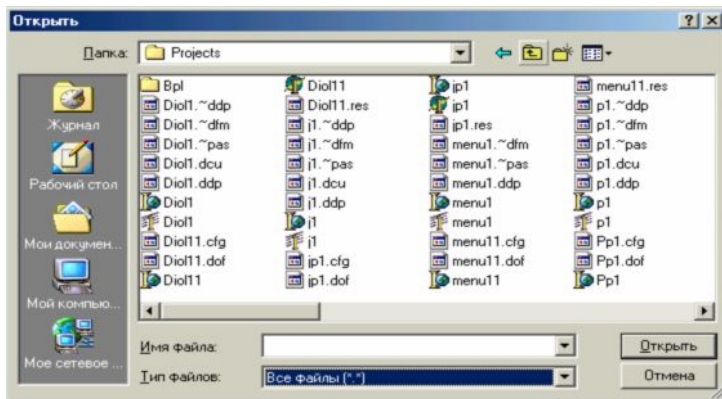 Открыть
Папка: Projects
Журнал
Рабочий стол
Мои докумен...
Мой компью...
Мое сетевое ...
Bpl
Diol1.~ddp
Diol1.~dfm
Diol1.~pas
Diol1.dcu
Diol1.ddp
Diol1
Diol1
Diol11.cfg
Diol11.dof
Diol11
Diol11
Diol11.res
j1.~ddp
j1.~dfm
j1.~pas
j1.dcu
j1.ddp
j1
j1
jp1.cfg
jp1.dof
jp1
jp1
jp1.res
menu1.~dfm
menu1.~pas
menu1.ddp
menu1
menu1
menu11.cfg
menu11.dof
menu11
menu11.res
p1.~ddp
p1.~dfm
p1.~pas
p1.dcu
p1.ddp
p1
p1
Pp1.cfg
Pp1.dof
Pp1
Имя файла:
Открыть
Тип файлов: Все файлы (*.*)
Отмена